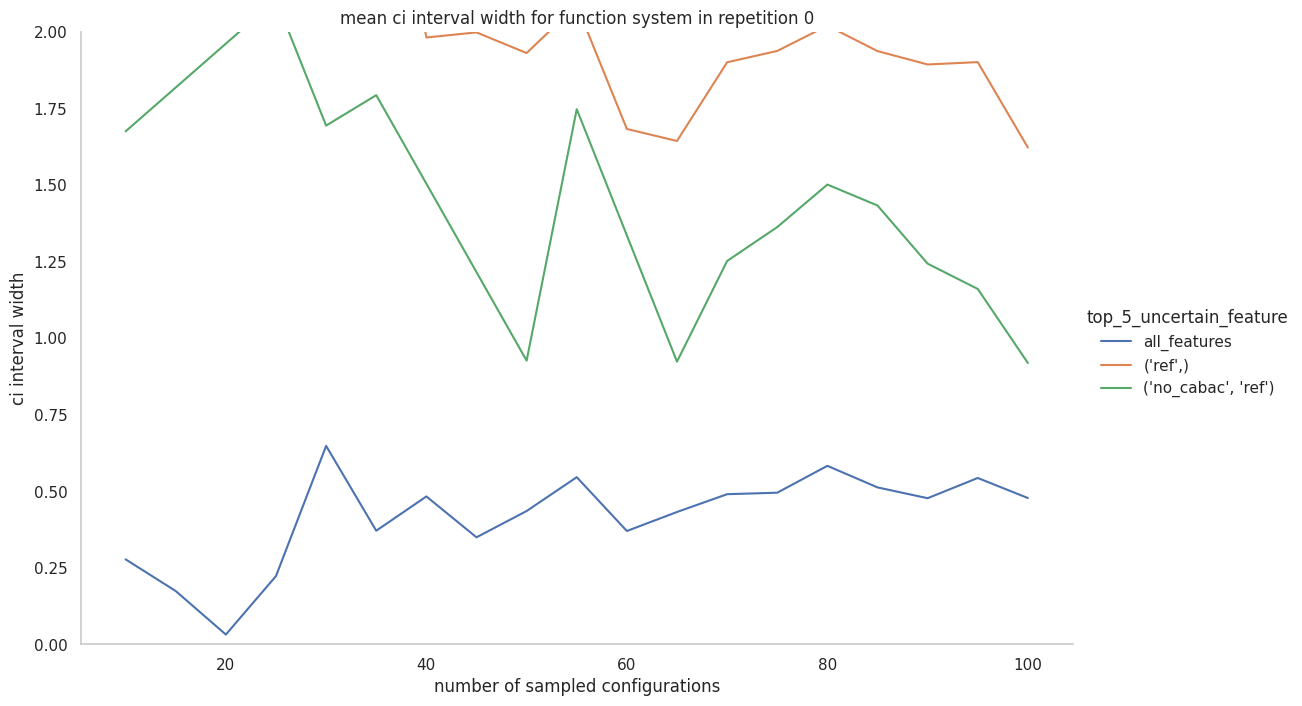 mean ci interval width for function system in repetition 0
2.00
1.75
1.50
1.25
1.00
0.75
0.50
0.25
0.00
ci interval width
20
40
60
80
100
number of sampled configurations
top_5_uncertain_feature
all_features
('ref',)
('no_cabac', 'ref')